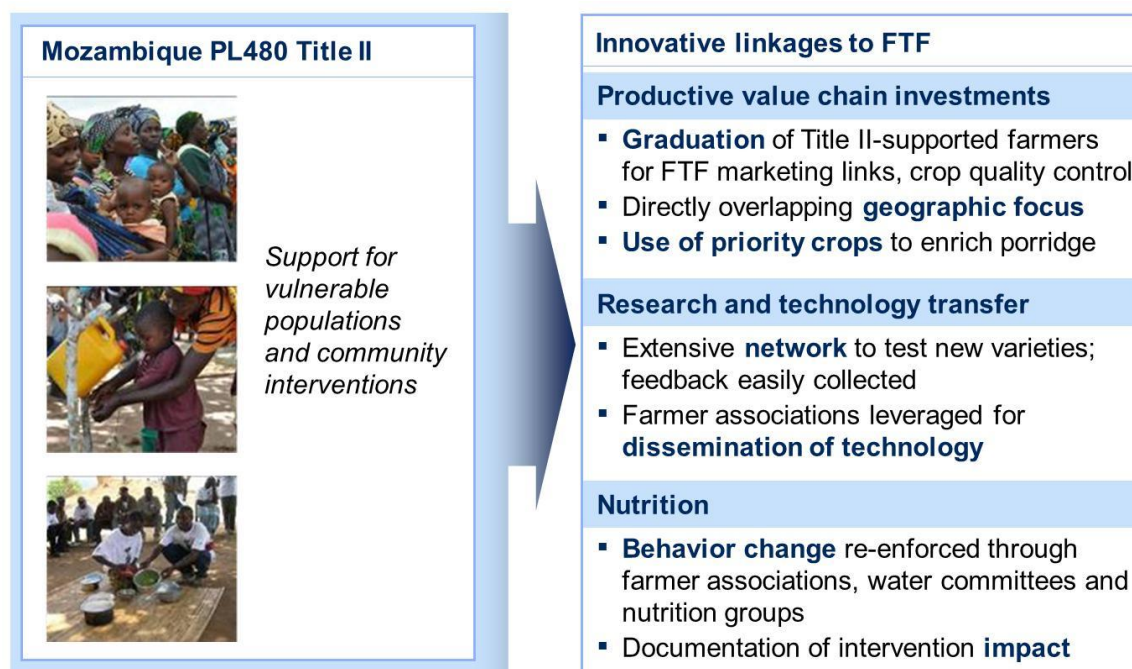 Mozambique PL480 Title II
Support for
vulnerable
populations
and community
interventions
Innovative linkages to FTF
Productive value chain investments
▪ Graduation of Title II-supported farmers
for FTF marketing links, crop quality control
▪ Directly overlapping geographic focus
▪ Use of priority crops to enrich porridge
Research and technology transfer
▪ Extensive network to test new varieties;
feedback easily collected
▪ Farmer associations leveraged for
dissemination of technology
Nutrition
▪ Behavior change re-enforced through
farmer associations, water committees and
nutrition groups
▪ Documentation of intervention impact